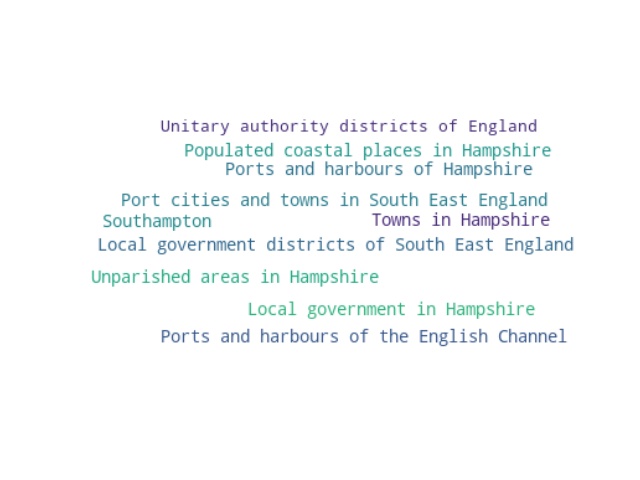 Unitary authority districts of England
Populated coastal places in Hampshire
Ports and harbours of Hampshire
Port cities and towns in South East England
Southampton
Towns in Hampshire
Local government districts of South East England
Unparished areas in Hampshire
Local government in Hampshire
Ports and harbours of the English Channel